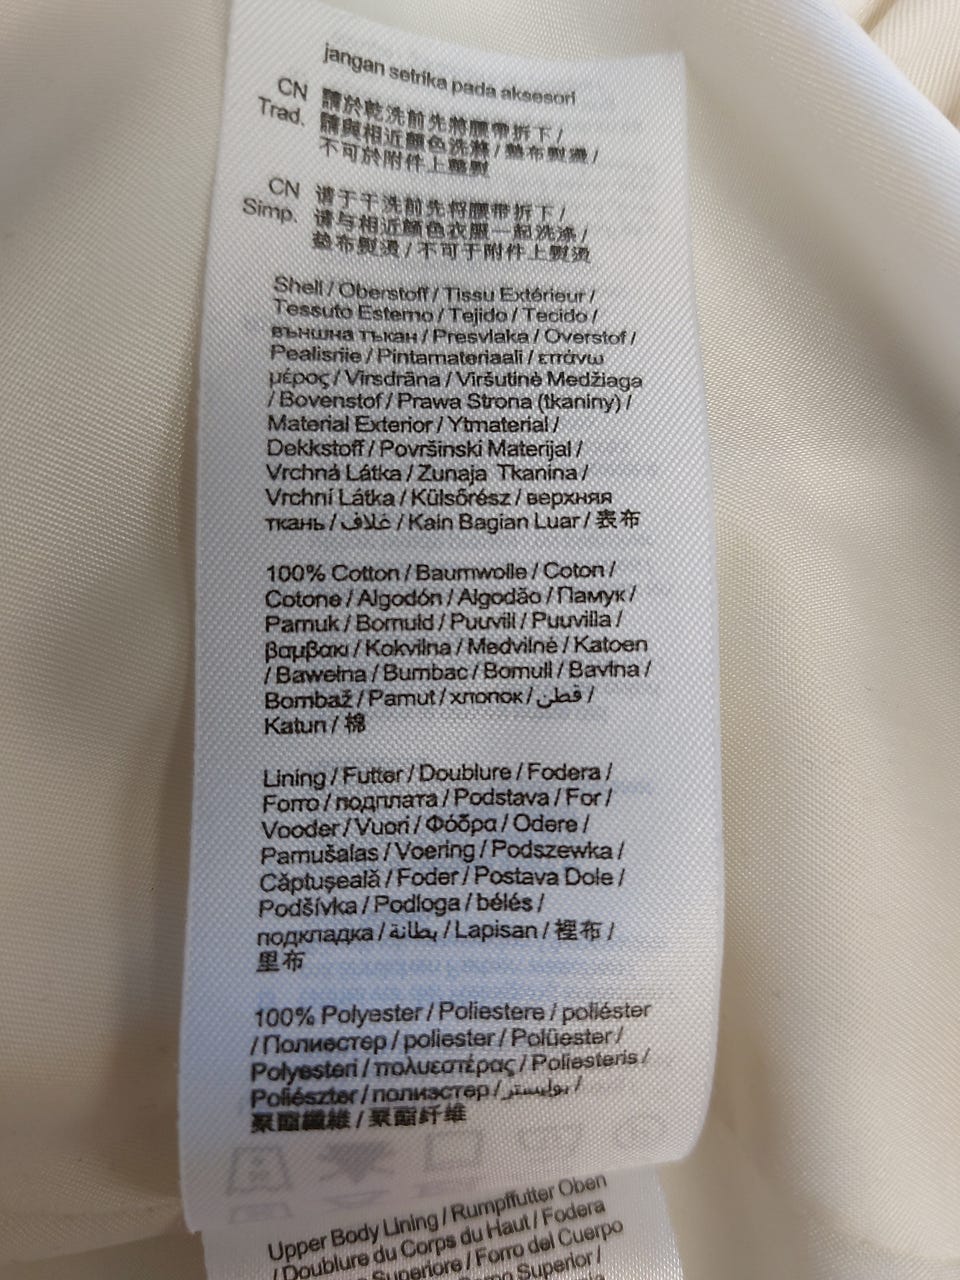 jangan setrika pada aksesori
CN 請於乾洗前先將腰帶拆下/
Trad. 請與相近顏色洗滌/墊布熨燙/
不可於附件上熨
CN 请于干洗前先将腰带拆下/
Simp. 请与相近颜色衣服一起洗涤/
垫布熨烫/不可于附件上熨烫
Shell / Oberstoff / Tissu Extérieur /
Tessuto Esterno / Tejido / Tecido /
външна тъкан / Presvlaka / Overstof /
Pealisriie / Pintamateriaali / επάνω
μέρος / Virsdrāna / Viršutinė Medžiaga
/ Bovenstof / Prawa Strona (tkaniny) /
Material Exterior / Ytmaterial /
Dekkstoff / Površinski Materijal /
Vrchná Látka / Zunaja Tkanina /
Vrchní Látka / Külsőrész / верхняя
ткань / غلاف / Kain Bagian Luar / 表布
100% Cotton / Baumwolle / Coton /
Cotone / Algodón / Algodão / Памук /
Pamuk / Bomuld / Puuvill / Puuvilla /
βαμβακι / Kokvilna / Medvilnė / Katoen
/ Bawełna / Bumbac / Bomull / Bavlna /
Bombaž / Pamut / хлопок / قطن /
Katun / 棉
Lining / Futter / Doublure / Fodera /
Forro / подплата / Podstava / For /
Vooder / Vuori / Φόδρα / Odere /
Pamušalas / Voering / Podszewka /
Căptuşeală / Foder / Postava Dole /
Podšívka / Podloga / bélés /
подкладка / بطانة / Lapisan / 裡布 /
里布
100% Polyester / Poliestere / poliéster
/ Полиестер / poliester / Polüester /
Polyesteri / πολυεστέρας / Poliesteris /
Poliészter / полиэстер / بوليستر /
聚酯纖維 / 聚酯纤维
Upper Body Lining / Rumpffutter Oben
/ Doublure du Corps du Haut / Fodera
Superiore / Forro del Cuerpo
Superior /